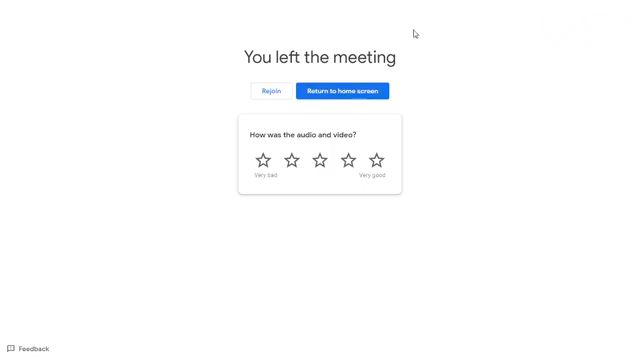 You left the meeting
Rejoin
Return to home screen
How was the audio and video?
Very bad
Very good
Feedback